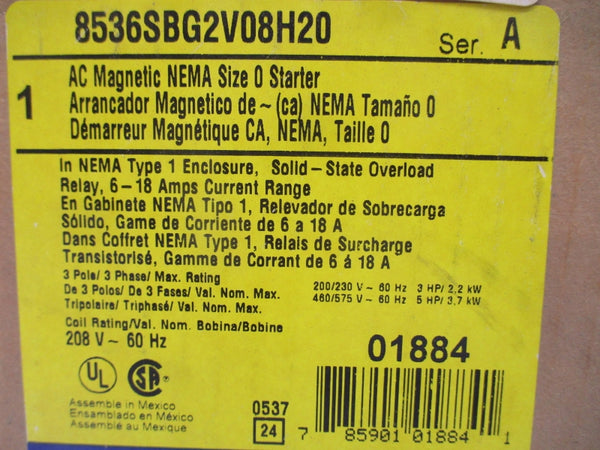 8536SBG2V08H20 Ser. A
1
AC Magnetic NEMA Size 0 Starter
Arrancador Magnetico de ~ (ca) NEMA Tamaño 0
Démarreur Magnétique CA, NEMA, Taille 0
In NEMA Type 1 Enclosure, Solid-State Overload
Relay, 6-18 Amps Current Range
En Gabinete NEMA Tipo 1, Relevador de Sobrecarga
Sólido, Game de Corriente de 6 a 18 A
Dans Coffret NEMA Type 1, Relais de Surcharge
Transistorisé, Gamme de Corrant de 6 á 18 A
3 Pole/ 3 Phase/ Max. Rating
De 3 Polos/ De 3 Fases/ Val. Nom. Max.
Tripolaire/ Triphasé/ Val. Nom. Max.
200/230 V ~ 60 Hz 3 HP/ 2,2 kW
460/575 V ~ 60 Hz 5 HP/ 3,7 kW
Coil Rating/Val. Nom. Bobina/Bobine
208 V ~ 60 Hz
01884
UL
SA
Assemble in Mexico
Ensamblado en México
Assemblé au Mexique
0537
24
7 85901 01884 1